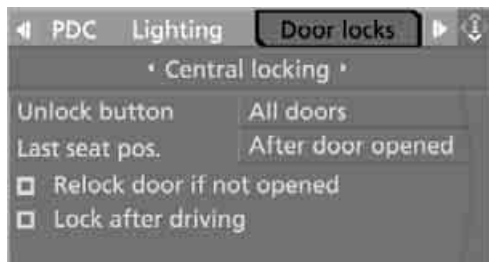 PDC Lighting Door locks
• Central locking •
Unlock button All doors
Last seat pos. After door opened
Relock door if not opened
Lock after driving